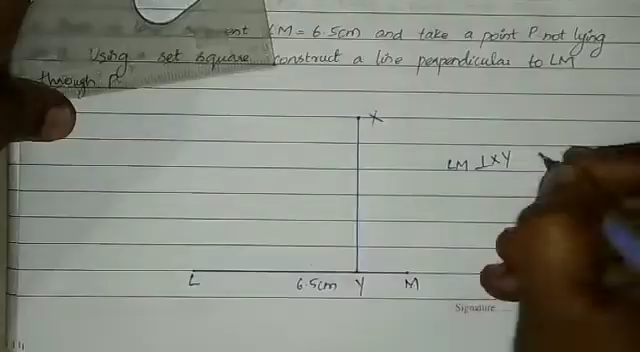 ent LM = 6.5cm and take a point P not lying
Using set square construct a line perpendicular to LM
through P
X
LM ⊥ XY
L 6.5cm Y M
Signature